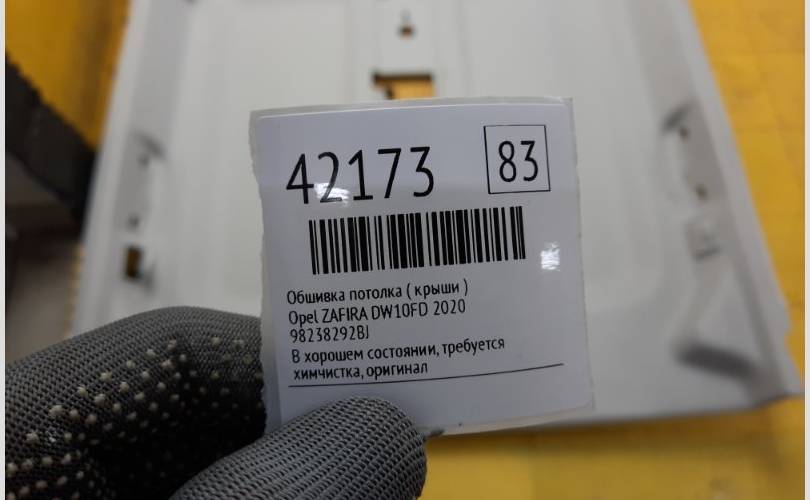 42173
83
Обшивка потолка ( крыши )
Opel ZAFIRA DW10FD 2020
98238292BJ
В хорошем состоянии, требуется
химчистка, оригинал